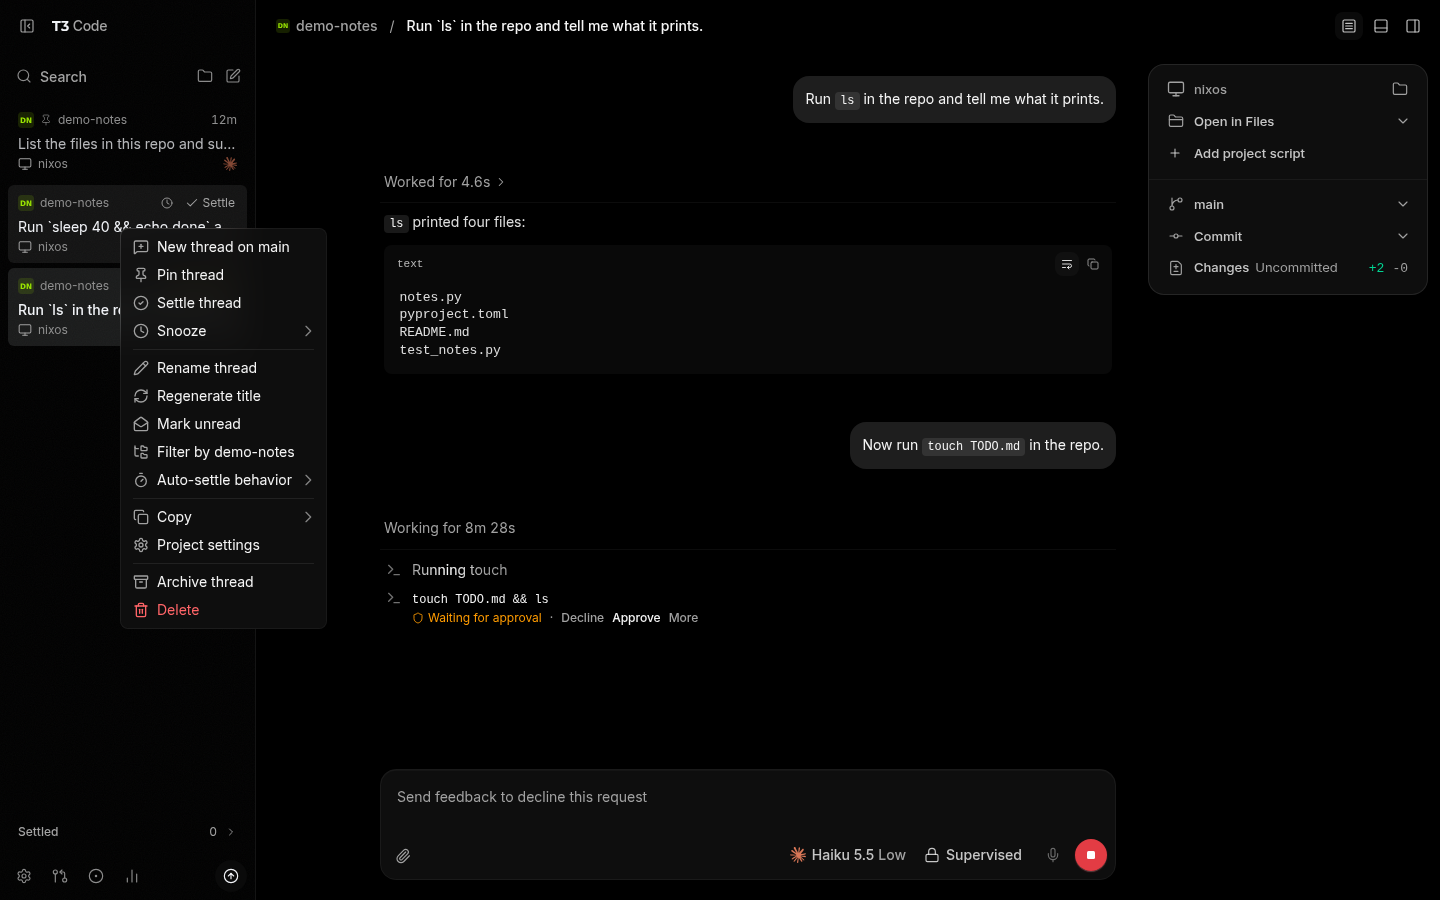 T3 Code
Search
DN demo-notes 12m
List the files in this repo and su...
nixos
DN demo-notes Settle
Run `sleep 40 && echo done` a
nixos
DN demo-notes
Run `ls` in the re
nixos
New thread on main
Pin thread
Settle thread
Snooze
Rename thread
Regenerate title
Mark unread
Filter by demo-notes
Auto-settle behavior
Copy
Project settings
Archive thread
Delete
Settled 0
DN demo-notes / Run `ls` in the repo and tell me what it prints.
Run ls in the repo and tell me what it prints.
Worked for 4.6s
ls printed four files:
text
notes.py
pyproject.toml
README.md
test_notes.py
Now run touch TODO.md in the repo.
Working for 8m 28s
Running touch
touch TODO.md && ls
Waiting for approval · Decline Approve More
Send feedback to decline this request
Haiku 5.5 Low Supervised
nixos
Open in Files
Add project script
main
Commit
Changes Uncommitted +2 -0